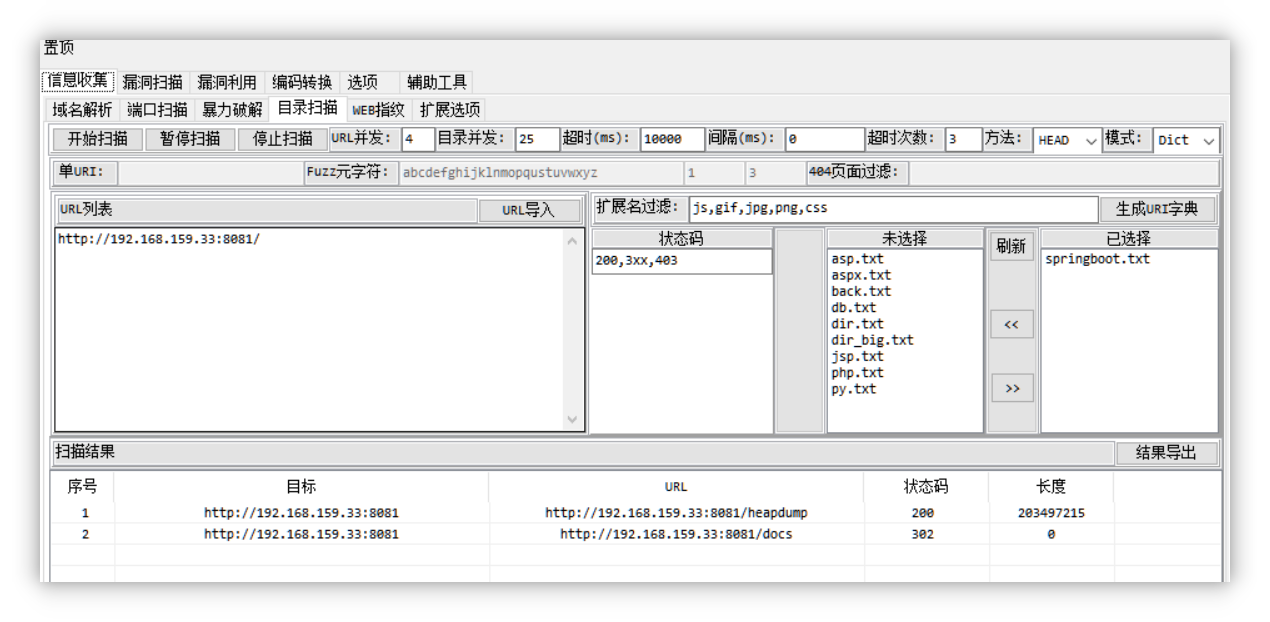 置顶
信息收集 漏洞扫描 漏洞利用 编码转换 选项 辅助工具
域名解析 端口扫描 暴力破解 目录扫描 WEB指纹 扩展选项
开始扫描 暂停扫描 停止扫描 URL并发: 4 目录并发: 25 超时(ms): 10000 间隔(ms): 0 超时次数: 3 方法: HEAD 模式: Dict
单URI: Fuzz元字符: abcdefghijklnmopqustuvwxyz 1 3 404页面过滤:
URL列表 URL导入 扩展名过滤: js,gif,jpg,png,css 生成URI字典
http://192.168.159.33:8081/ 状态码 未选择 刷新 已选择
200,3xx,403 asp.txt springboot.txt
aspx.txt
back.txt
db.txt
dir.txt <<
dir_big.txt
jsp.txt
php.txt >>
py.txt
扫描结果 结果导出
序号 目标 URL 状态码 长度
1 http://192.168.159.33:8081 http://192.168.159.33:8081/heapdump 200 203497215
2 http://192.168.159.33:8081 http://192.168.159.33:8081/docs 302 0